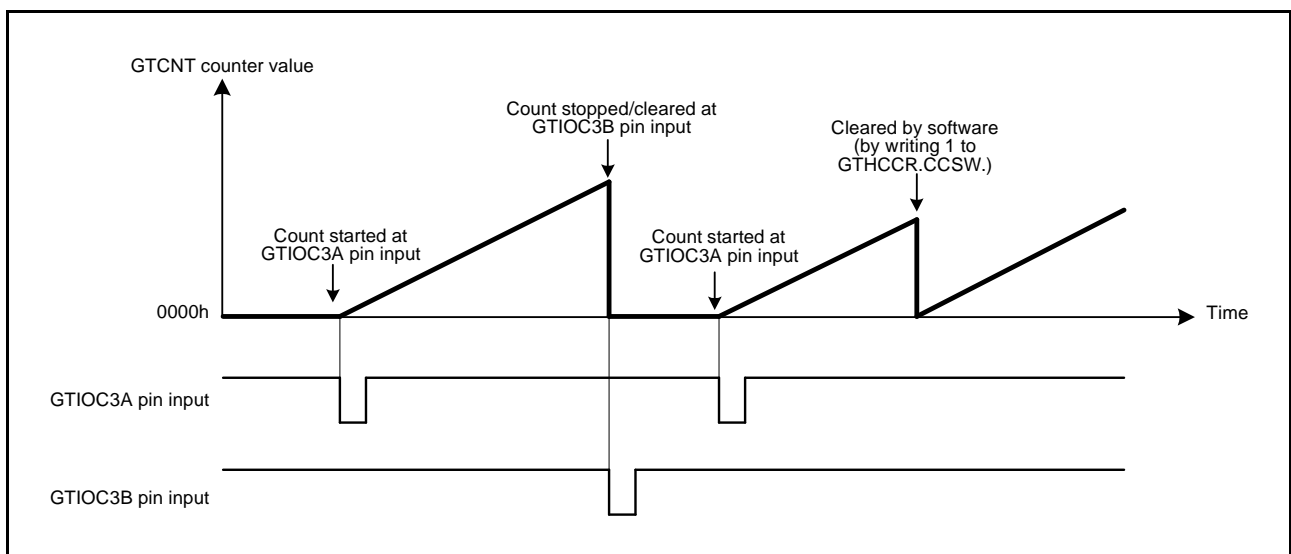 GTCNT counter value
Count stopped/cleared at
GTIOC3B pin input
Cleared by software
(by writing 1 to
GTHCCR.CCSW.)
Count started at
GTIOC3A pin input
Count started at
GTIOC3A pin input
0000h
Time
GTIOC3A pin input
GTIOC3B pin input